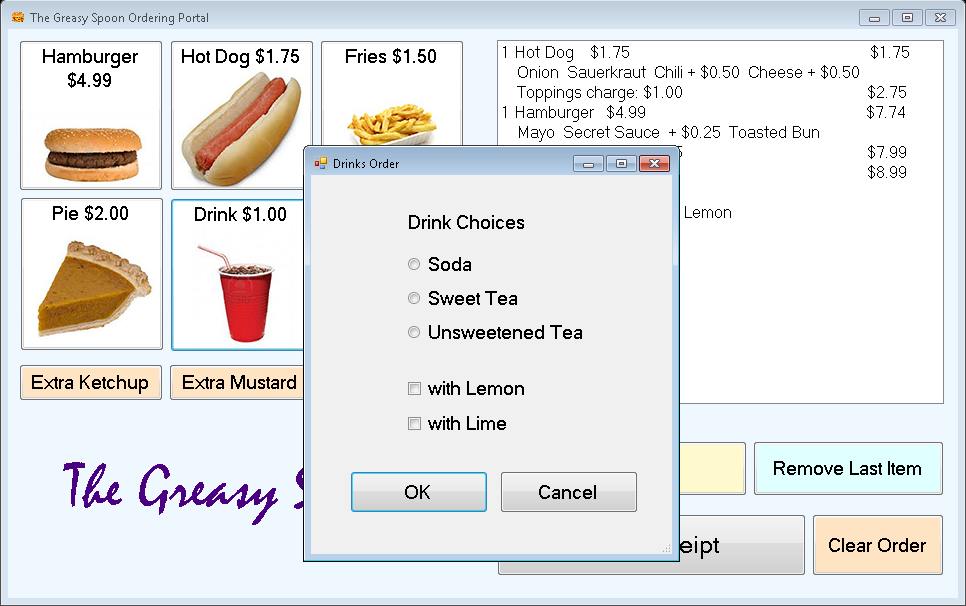 The Greasy Spoon Ordering Portal
Hamburger
$4.99
Hot Dog $1.75
Fries $1.50
Pie $2.00
Drink $1.00
Extra Ketchup
Extra Mustard
The Greasy
1 Hot Dog $1.75 $1.75
Onion Sauerkraut Chili + $0.50 Cheese + $0.50
Toppings charge: $1.00 $2.75
1 Hamburger $4.99 $7.74
Mayo Secret Sauce + $0.25 Toasted Bun
$7.99
$8.99
Lemon
Drinks Order
Drink Choices
Soda
Sweet Tea
Unsweetened Tea
with Lemon
with Lime
OK
Cancel
Remove Last Item
Clear Order